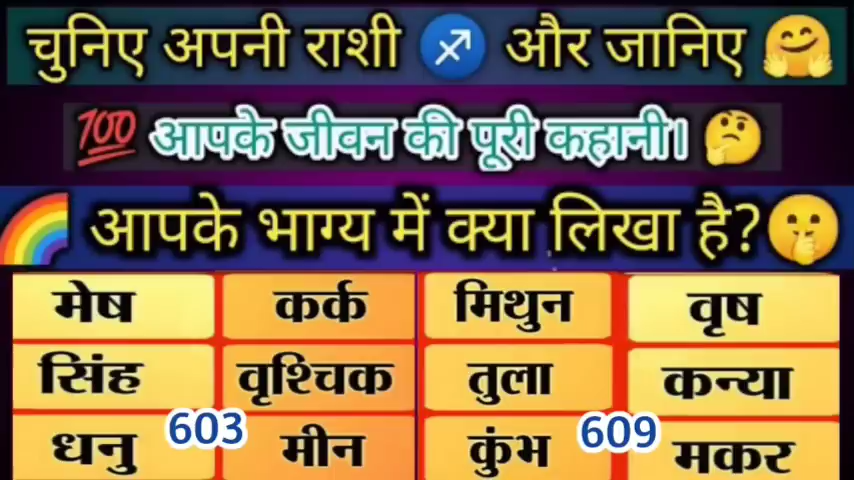 चुनिए अपनी राशी ♐ और जानिए 🤗
💯 आपके जीवन की पूरी कहानी। 🤔
🌈 आपके भाग्य में क्या लिखा है?🤫
मेष कर्क मिथुन वृष
सिंह वृश्चिक तुला कन्या
603 609
धनु मीन कुंभ मकर